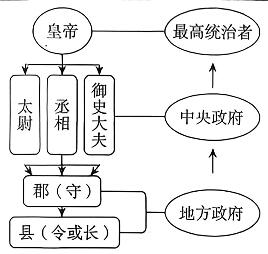 皇帝
最高统治者
太尉
丞相
御史大夫
中央政府
郡（守）
地方政府
县（令或长）